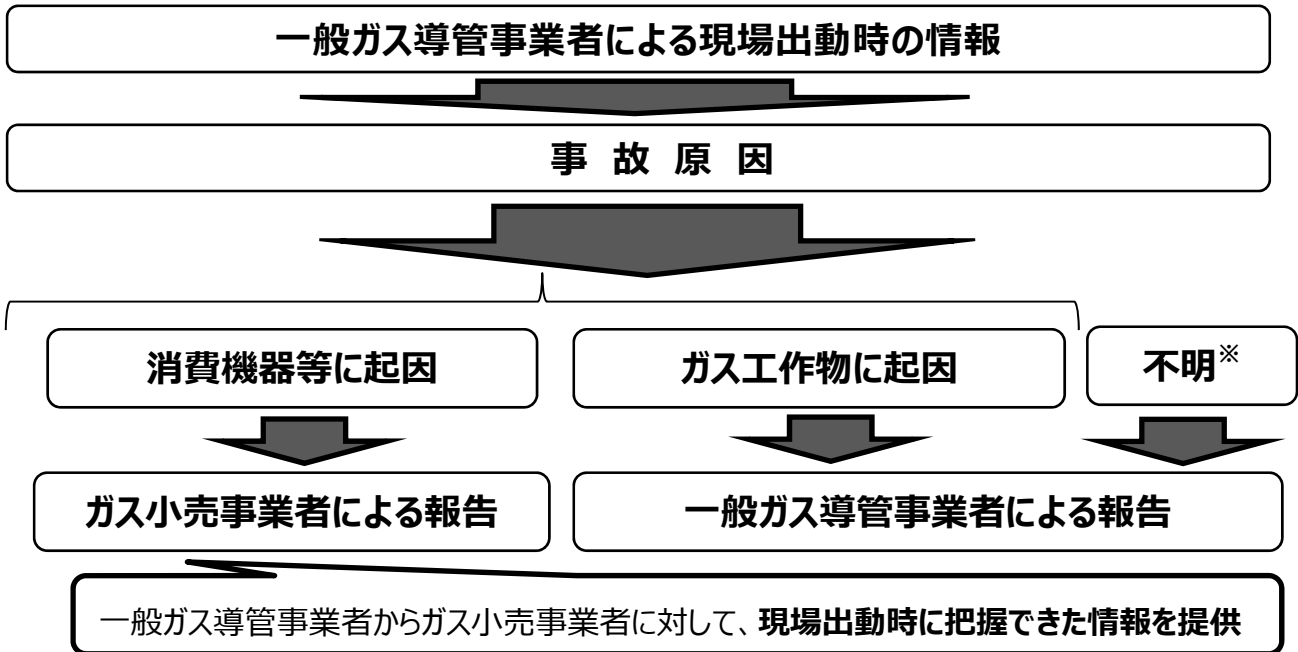 一般ガス導管事業者による現場出動時の情報
事 故 原 因
消費機器等に起因
ガス工作物に起因
不明※
ガス小売事業者による報告
一般ガス導管事業者による報告
一般ガス導管事業者からガス小売事業者に対して、現場出動時に把握できた情報を提供